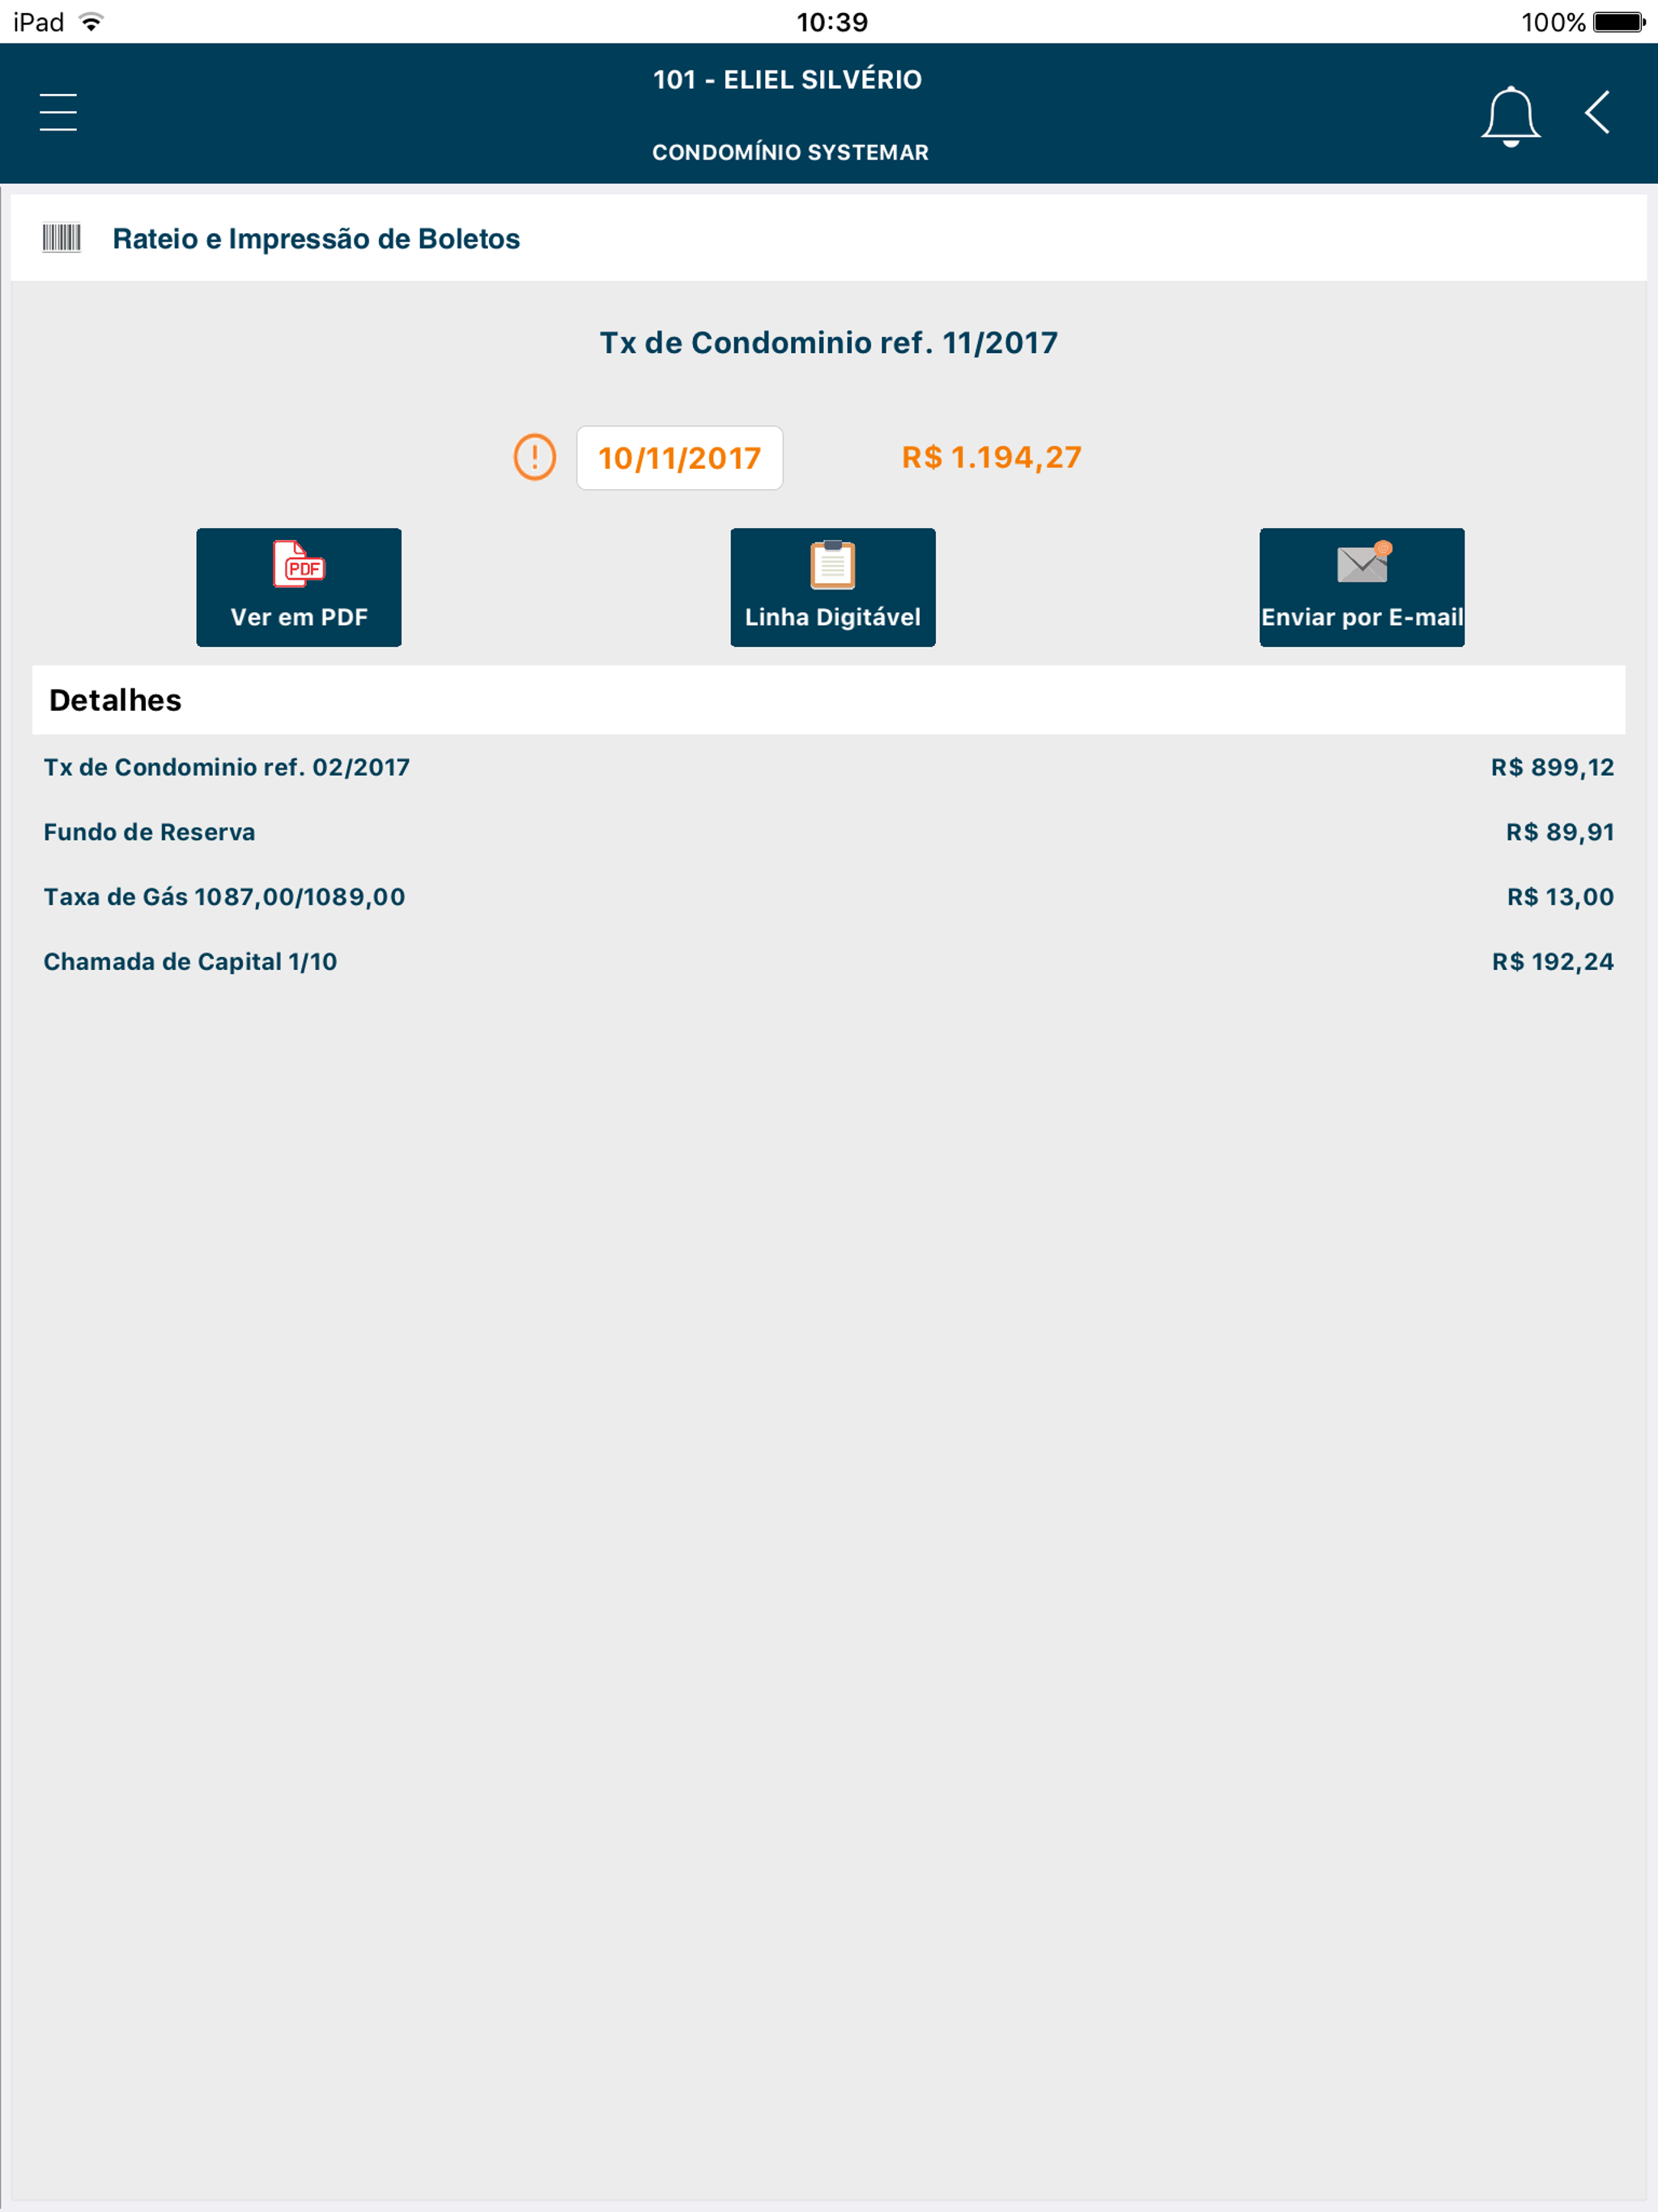 iPad 10:39 100%
101 - ELIEL SILVÉRIO
CONDOMÍNIO SYSTEMAR
Rateio e Impressão de Boletos
Tx de Condominio ref. 11/2017
10/11/2017 R$ 1.194,27
PDF
Ver em PDF Linha Digitável Enviar por E-mail
Detalhes
Tx de Condominio ref. 02/2017 R$ 899,12
Fundo de Reserva R$ 89,91
Taxa de Gás 1087,00/1089,00 R$ 13,00
Chamada de Capital 1/10 R$ 192,24